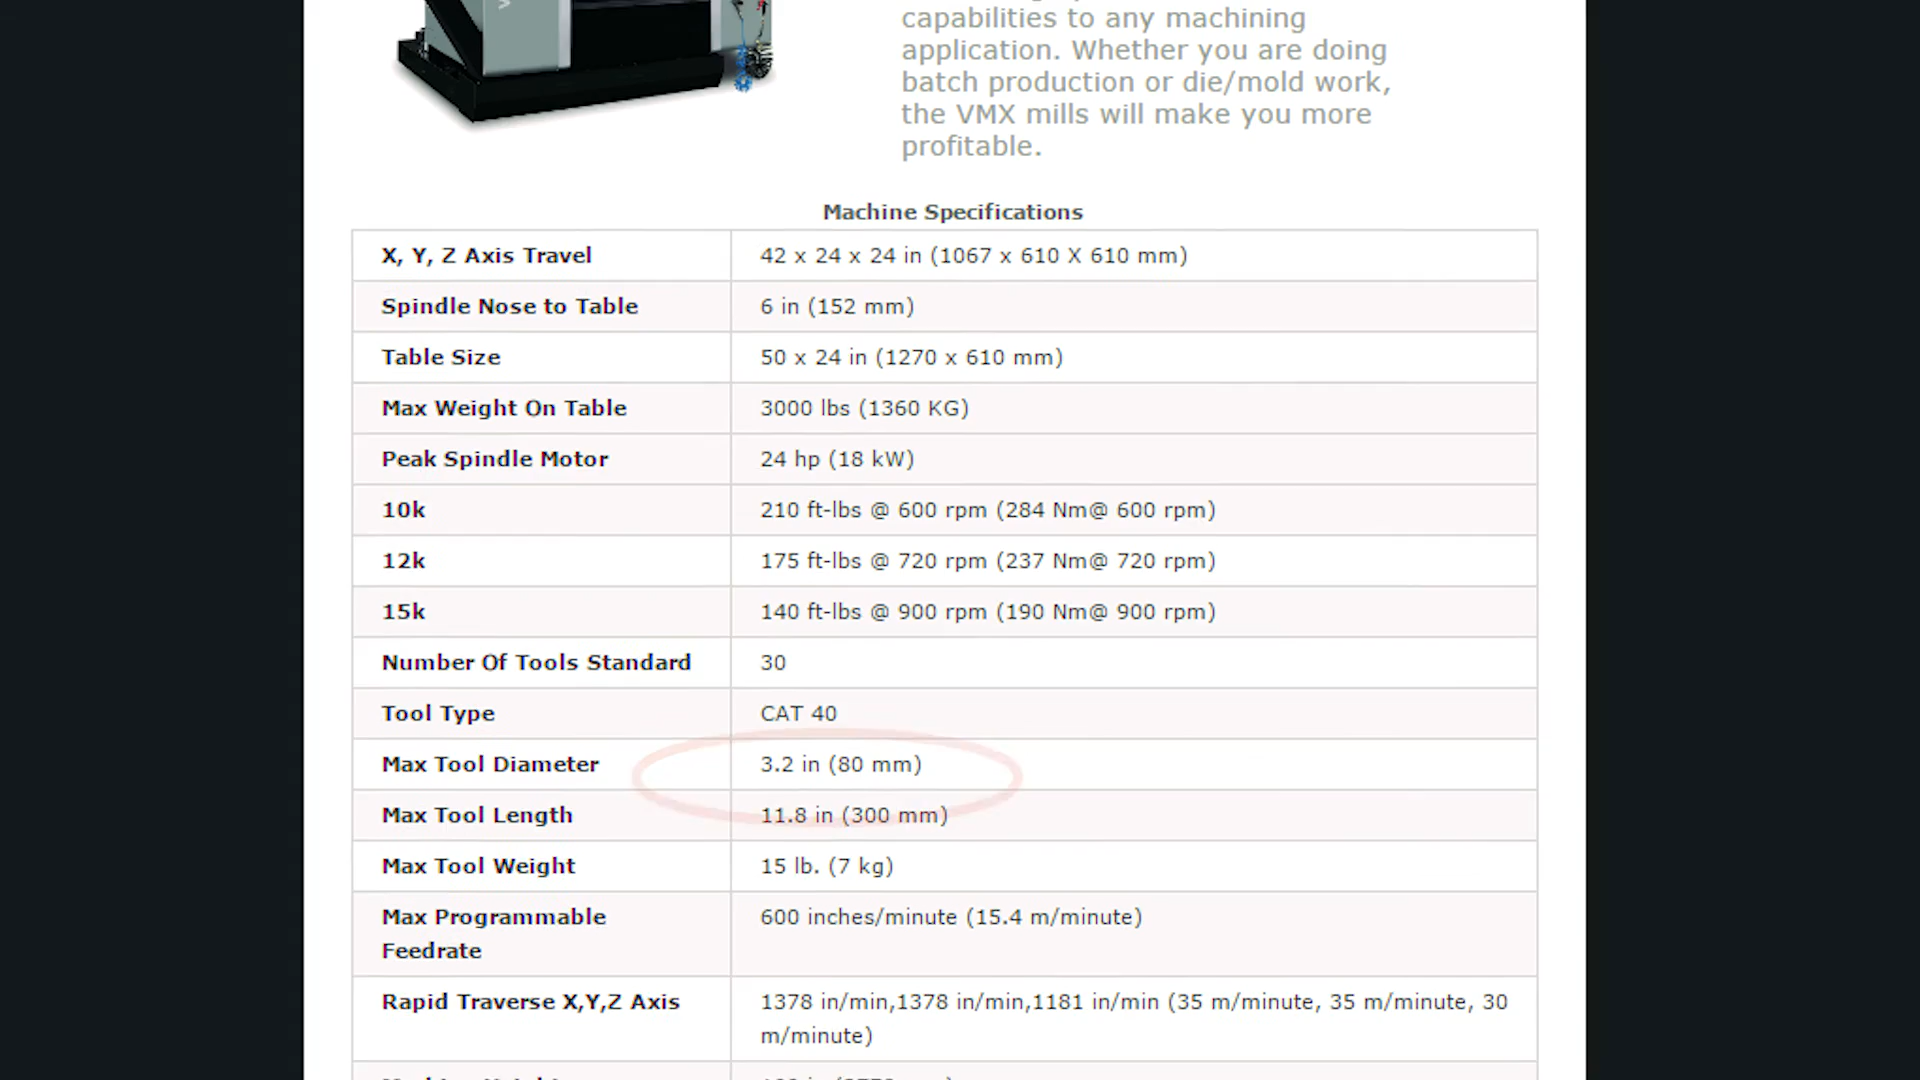 capabilities to any machining
application. Whether you are doing
batch production or die/mold work,
the VMX mills will make you more
profitable.
Machine Specifications
X, Y, Z Axis Travel 42 x 24 x 24 in (1067 x 610 X 610 mm)
Spindle Nose to Table 6 in (152 mm)
Table Size 50 x 24 in (1270 x 610 mm)
Max Weight On Table 3000 lbs (1360 KG)
Peak Spindle Motor 24 hp (18 kW)
10k 210 ft-lbs @ 600 rpm (284 Nm@ 600 rpm)
12k 175 ft-lbs @ 720 rpm (237 Nm@ 720 rpm)
15k 140 ft-lbs @ 900 rpm (190 Nm@ 900 rpm)
Number Of Tools Standard 30
Tool Type CAT 40
Max Tool Diameter 3.2 in (80 mm)
Max Tool Length 11.8 in (300 mm)
Max Tool Weight 15 lb. (7 kg)
Max Programmable 600 inches/minute (15.4 m/minute)
Feedrate
Rapid Traverse X,Y,Z Axis 1378 in/min,1378 in/min,1181 in/min (35 m/minute, 35 m/minute, 30
m/minute)